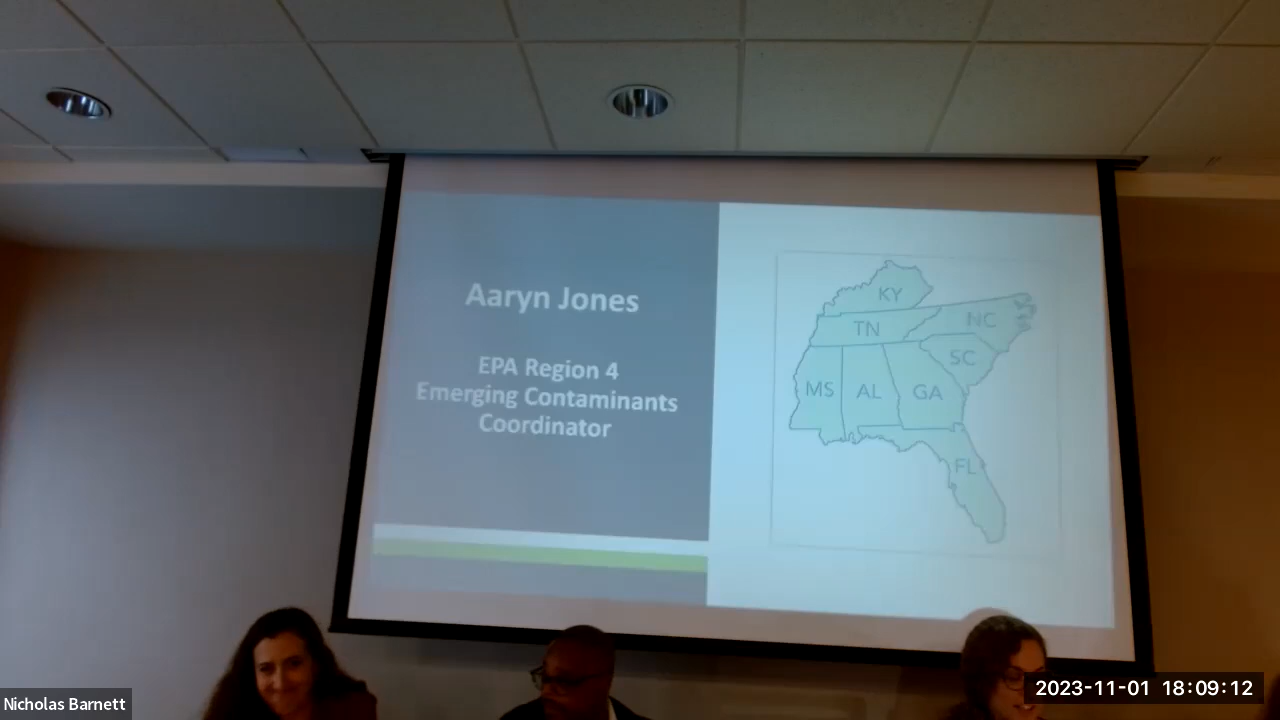 Aaryn Jones
EPA Region 4
Emerging Contaminants
Coordinator
KY
TN
NC
SC
MS
AL
GA
FL
Nicholas Barnett
2023-11-01 18:09:12